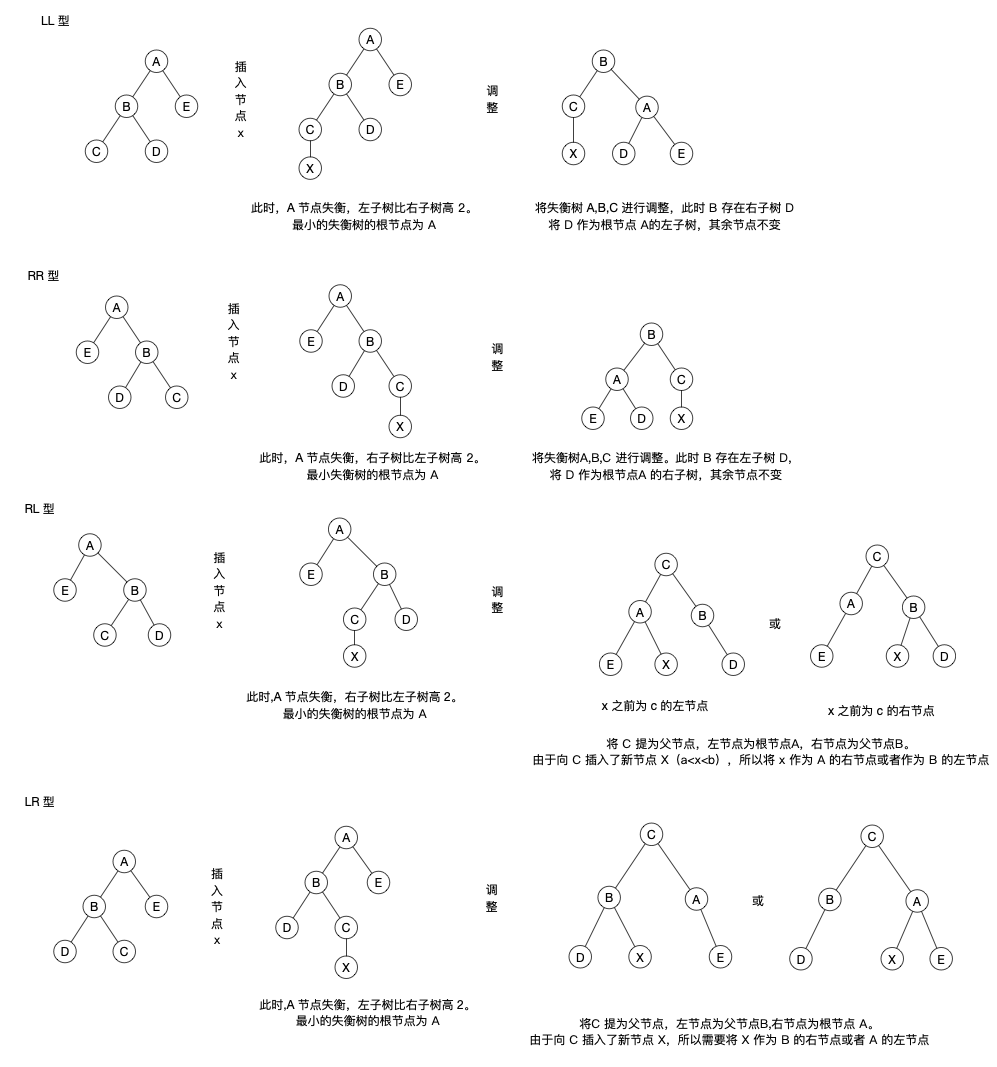 LL 型
A
B
E
C
D
插
入
节
点
x
A
B
E
C
D
X
调
整
B
C
A
X
D
E
此时，A 节点失衡，左子树比右子树高 2。
最小的失衡树的根节点为 A
将失衡树 A,B,C 进行调整，此时 B 存在右子树 D
将 D 作为根节点 A的左子树，其余节点不变
RR 型
A
E
B
D
C
插
入
节
点
x
A
E
B
D
C
X
调
整
B
A
C
E
D
X
此时，A 节点失衡，右子树比左子树高 2。
最小失衡树的根节点为 A
将失衡树A,B,C 进行调整。此时 B 存在左子树 D，
将 D 作为根节点A 的右子树，其余节点不变
RL 型
A
E
B
C
D
插
入
节
点
x
A
E
B
C
D
X
调
整
C
A
B
E
X
D
或
C
A
B
E
X
D
此时,A 节点失衡，右子树比左子树高 2。
最小的失衡树的根节点为 A
x 之前为 c 的左节点
x 之前为 c 的右节点
将 C 提为父节点，左节点为根节点A，右节点为父节点B。
由于向 C 插入了新节点 X（a<x<b），所以将 x 作为 A 的右节点或者作为 B 的左节点
LR 型
A
B
E
D
C
插
入
节
点
x
A
B
E
D
C
X
调
整
C
B
A
D
X
E
或
C
B
A
D
X
E
此时,A 节点失衡，左子树比右子树高 2。
最小的失衡树的根节点为 A
将C 提为父节点，左节点为父节点B,右节点为根节点 A。
由于向 C 插入了新节点 X，所以需要将 X 作为 B 的右节点或者 A 的左节点